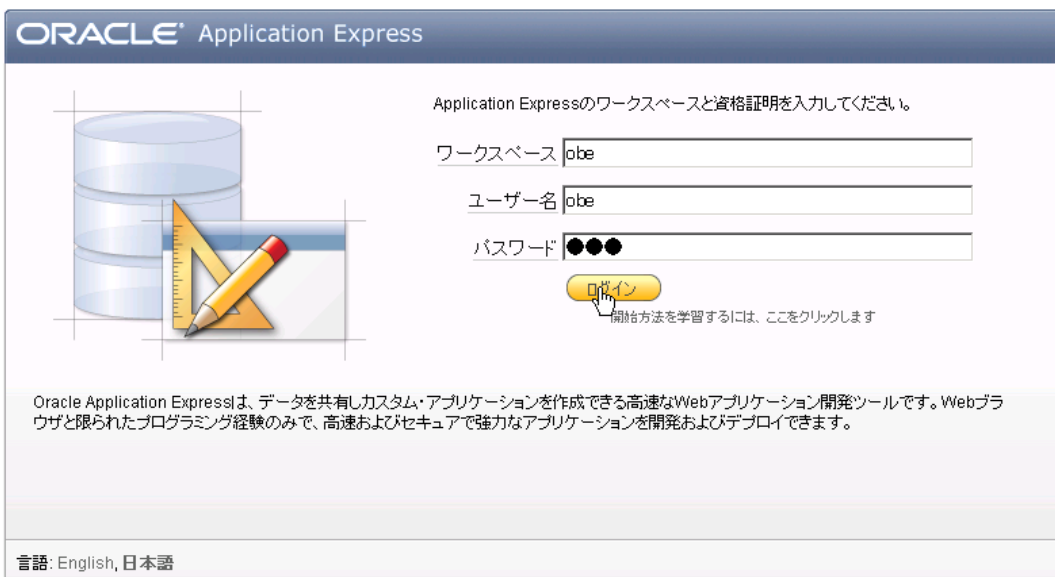 ORACLE® Application Express
Application Expressのワークスペースと資格証明を入力してください。
ワークスペース obe
ユーザー名 obe
パスワード ●●●
ログイン
開始方法を学習するには、ここをクリックします
Oracle Application Expressは、データを共有しカスタム・アプリケーションを作成できる高速なWebアプリケーション開発ツールです。Webブラ
ウザと限られたプログラミング経験のみで、高速およびセキュアで強力なアプリケーションを開発およびデプロイできます。
言語: English, 日本語